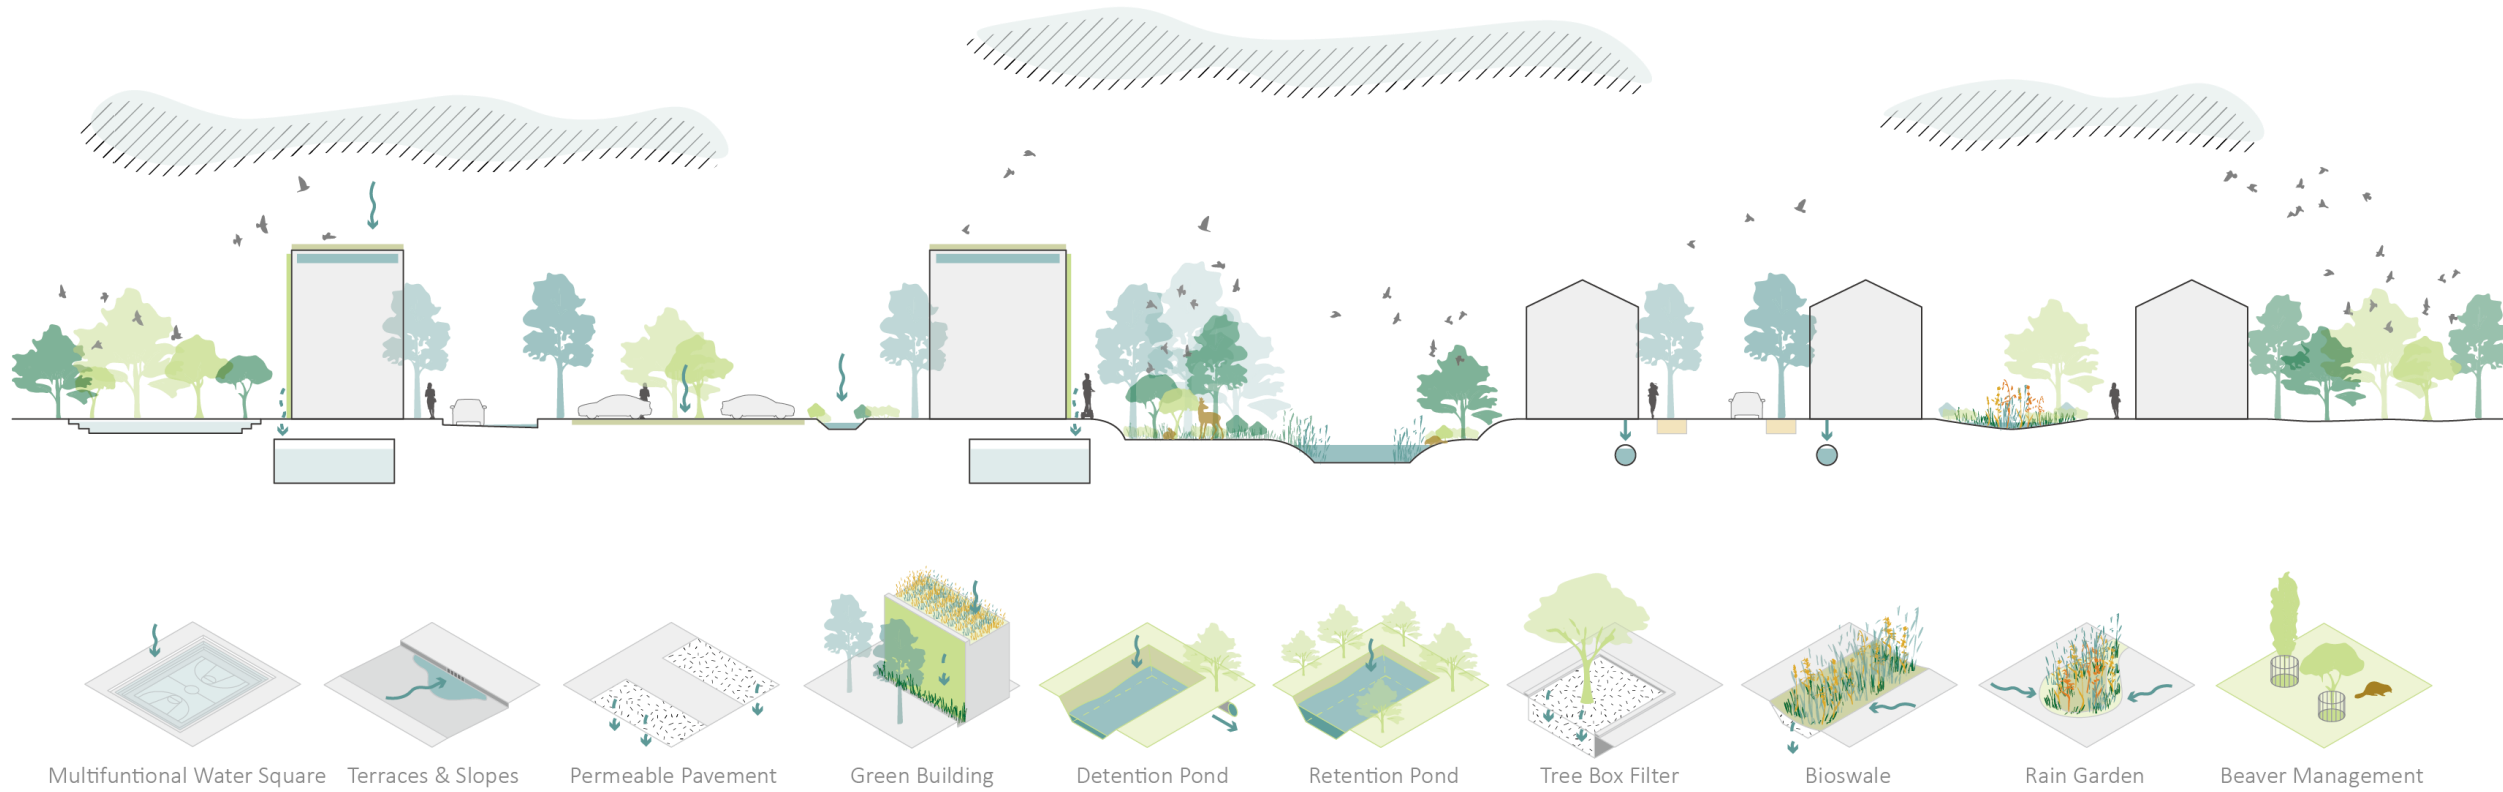 Multifuntional Water Square
Terraces & Slopes
Permeable Pavement
Green Building
Detention Pond
Retention Pond
Tree Box Filter
Bioswale
Rain Garden
Beaver Management